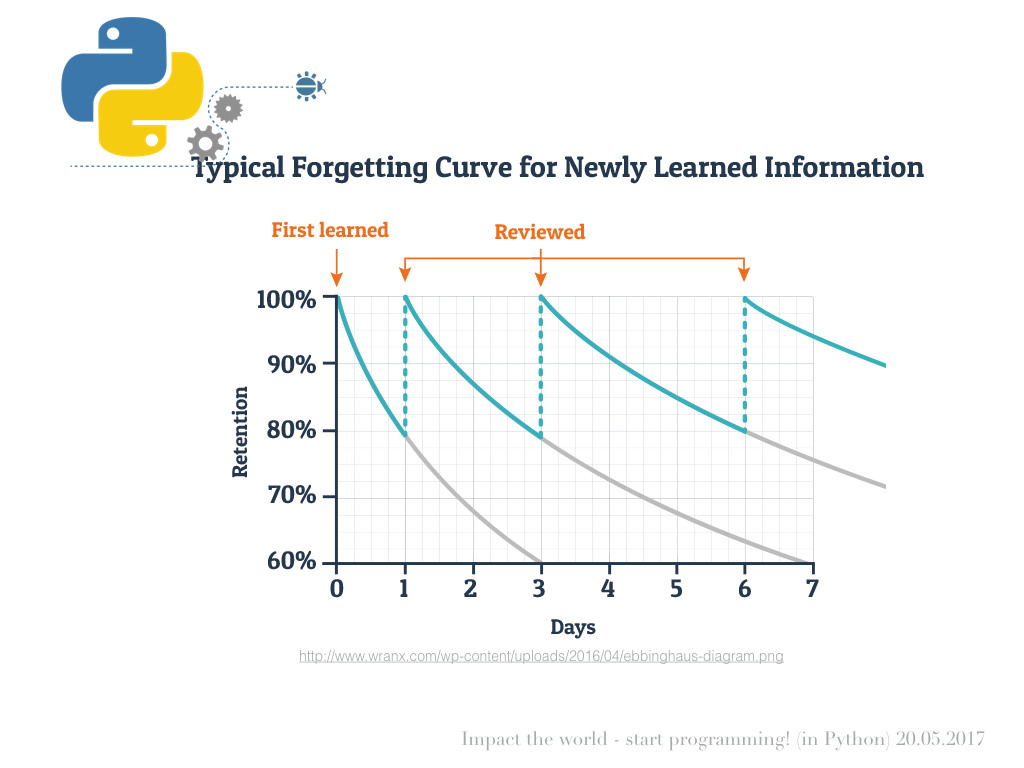 Typical Forgetting Curve for Newly Learned Information
First learned
Reviewed
100%
90%
80%
70%
60%
Retention
0 1 2 3 4 5 6 7
Days
http://www.wranx.com/wp-content/uploads/2016/04/ebbinghaus-diagram.png
Impact the world - start programming! (in Python) 20.05.2017